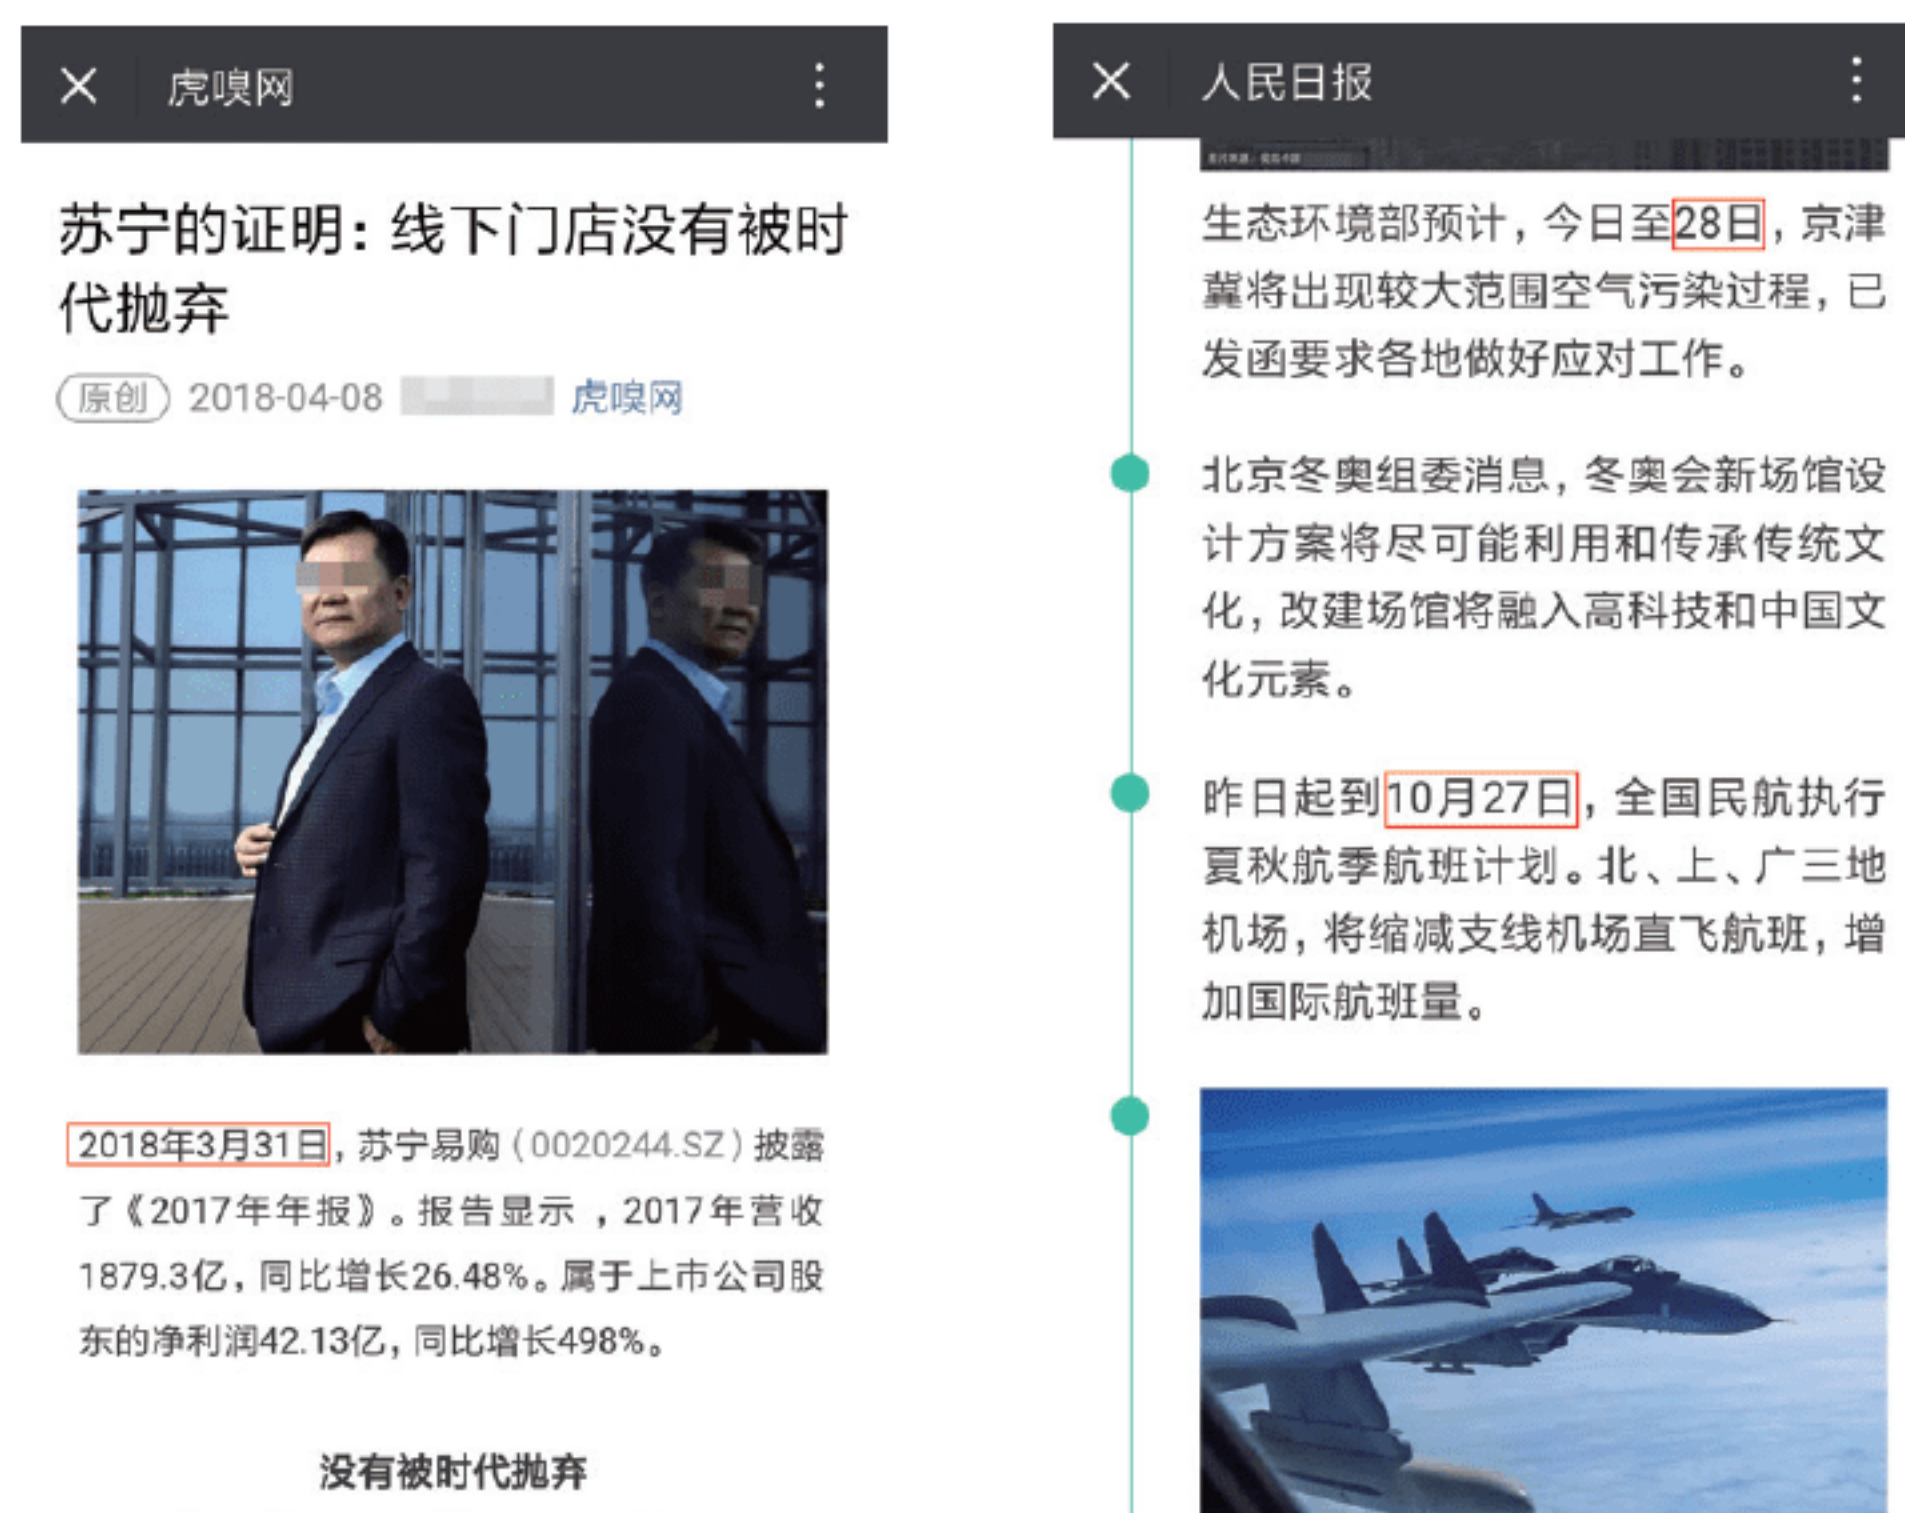 虎嗅网
苏宁的证明：线下门店没有被时
代抛弃
原创 2018-04-08 虎嗅网
2018年3月31日，苏宁易购（0020244.SZ）披露
了《2017年年报》。报告显示，2017年营收
1879.3亿，同比增长26.48%。属于上市公司股
东的净利润42.13亿，同比增长498%。
没有被时代抛弃
人民日报
生态环境部预计，今日至28日，京津
冀将出现较大范围空气污染过程，已
发函要求各地做好应对工作。
北京冬奥组委消息，冬奥会新场馆设
计方案将尽可能利用和传承传统文
化，改建场馆将融入高科技和中国文
化元素。
昨日起到10月27日，全国民航执行
夏秋航季航班计划。北、上、广三地
机场，将缩减支线机场直飞航班，增
加国际航班量。